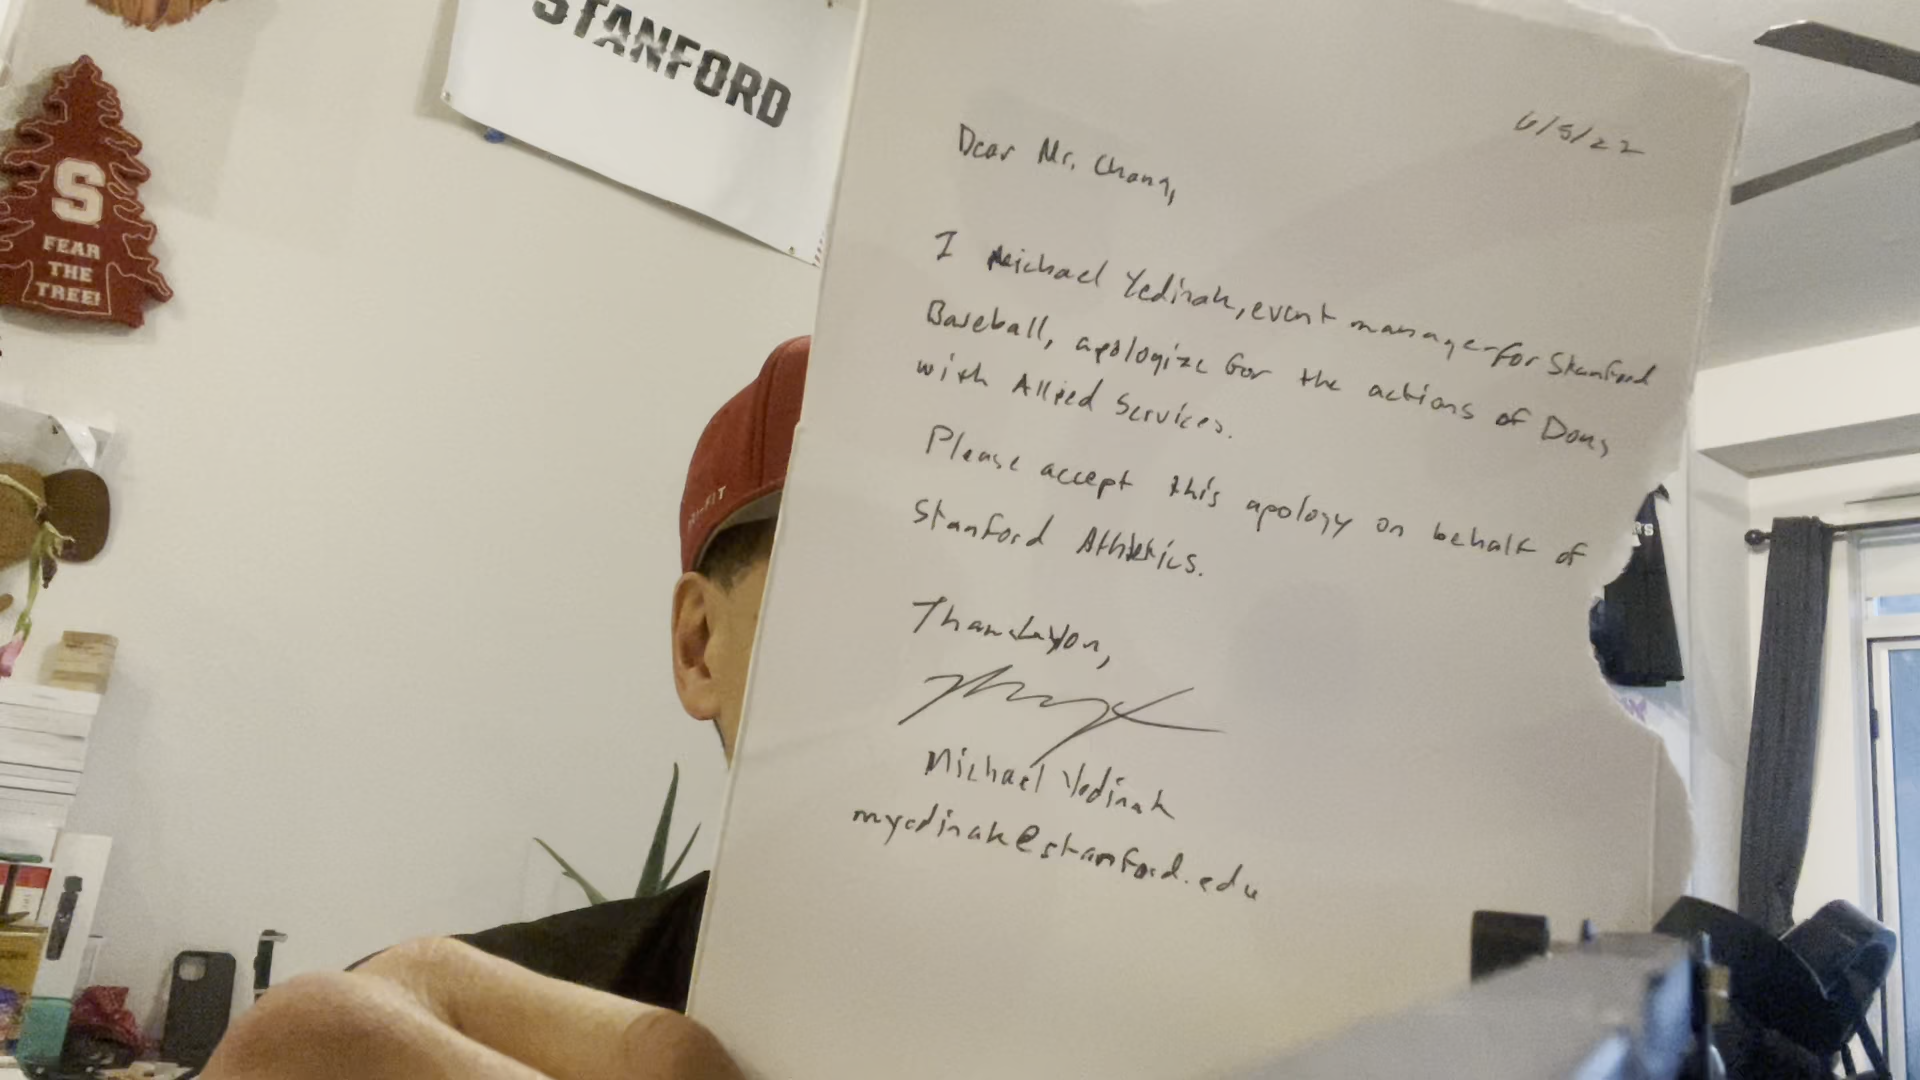 STANFORD
S
FEAR
THE
TREE!
6/5/22
Dear Mr. Chang,
I Michael Yedinak, event manager for Stanford
Baseball, apologize for the actions of Doug
with Allied Services.
Please accept this apology on behalf of
Stanford Athletics.
Thank you,
Michael Yedinak
myedinak@stanford.edu